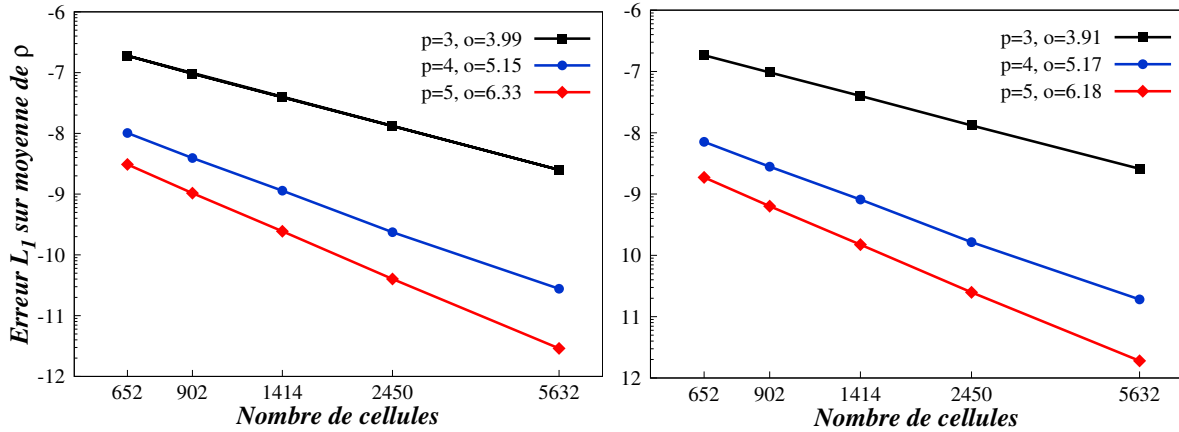 -6
-7
-8
-9
-10
-11
-12
Erreur L1 sur moyenne de ρ
p=3, o=3.99
p=4, o=5.15
p=5, o=6.33
652 902 1414 2450 5632
Nombre de cellules
-6
-7
-8
-9
10
11
12
p=3, o=3.91
p=4, o=5.17
p=5, o=6.18
652 902 1414 2450 5632
Nombre de cellules